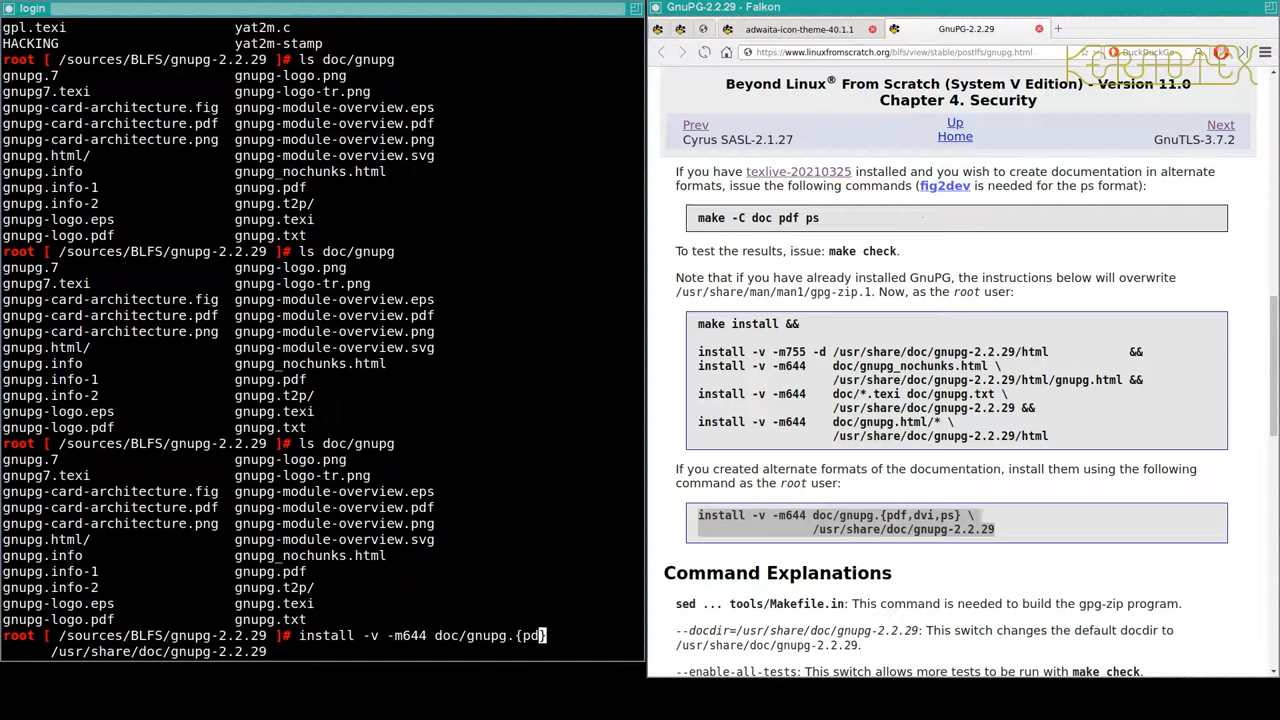 login
gpl.texi yat2m.c
HACKING yat2m-stamp
root [ /sources/BLFS/gnupg-2.2.29 ]# ls doc/gnupg
gnupg.7 gnupg-logo.png
gnupg7.texi gnupg-logo-tr.png
gnupg-card-architecture.fig gnupg-module-overview.eps
gnupg-card-architecture.pdf gnupg-module-overview.pdf
gnupg-card-architecture.png gnupg-module-overview.png
gnupg.html/ gnupg-module-overview.svg
gnupg.info gnupg_nochunks.html
gnupg.info-1 gnupg.pdf
gnupg.info-2 gnupg.t2p/
gnupg-logo.eps gnupg.texi
gnupg-logo.pdf gnupg.txt
root [ /sources/BLFS/gnupg-2.2.29 ]# ls doc/gnupg
gnupg.7 gnupg-logo.png
gnupg7.texi gnupg-logo-tr.png
gnupg-card-architecture.fig gnupg-module-overview.eps
gnupg-card-architecture.pdf gnupg-module-overview.pdf
gnupg-card-architecture.png gnupg-module-overview.png
gnupg.html/ gnupg-module-overview.svg
gnupg.info gnupg_nochunks.html
gnupg.info-1 gnupg.pdf
gnupg.info-2 gnupg.t2p/
gnupg-logo.eps gnupg.texi
gnupg-logo.pdf gnupg.txt
root [ /sources/BLFS/gnupg-2.2.29 ]# ls doc/gnupg
gnupg.7 gnupg-logo.png
gnupg7.texi gnupg-logo-tr.png
gnupg-card-architecture.fig gnupg-module-overview.eps
gnupg-card-architecture.pdf gnupg-module-overview.pdf
gnupg-card-architecture.png gnupg-module-overview.png
gnupg.html/ gnupg-module-overview.svg
gnupg.info gnupg_nochunks.html
gnupg.info-1 gnupg.pdf
gnupg.info-2 gnupg.t2p/
gnupg-logo.eps gnupg.texi
gnupg-logo.pdf gnupg.txt
root [ /sources/BLFS/gnupg-2.2.29 ]# install -v -m644 doc/gnupg.{pd}
/usr/share/doc/gnupg-2.2.29
GnuPG-2.2.29 - Falkon
adwaita-icon-theme-40.1.1 GnuPG-2.2.29
https://www.linuxfromscratch.org/blfs/view/stable/postlfs/gnupg.html DuckDuckGo
KERNOTEX
Beyond Linux® From Scratch (System V Edition) - Version 11.0
Chapter 4. Security
Prev Up Next
Cyrus SASL-2.1.27 Home GnuTLS-3.7.2
If you have texlive-20210325 installed and you wish to create documentation in alternate
formats, issue the following commands (fig2dev is needed for the ps format):
make -C doc pdf ps
To test the results, issue: make check.
Note that if you have already installed GnuPG, the instructions below will overwrite
/usr/share/man/man1/gpg-zip.1. Now, as the root user:
make install &&
install -v -m755 -d /usr/share/doc/gnupg-2.2.29/html &&
install -v -m644 doc/gnupg_nochunks.html \
/usr/share/doc/gnupg-2.2.29/html/gnupg.html &&
install -v -m644 doc/*.texi doc/gnupg.txt \
/usr/share/doc/gnupg-2.2.29 &&
install -v -m644 doc/gnupg.html/* \
/usr/share/doc/gnupg-2.2.29/html
If you created alternate formats of the documentation, install them using the following
command as the root user:
install -v -m644 doc/gnupg.{pdf,dvi,ps} \
/usr/share/doc/gnupg-2.2.29
Command Explanations
sed ... tools/Makefile.in: This command is needed to build the gpg-zip program.
--docdir=/usr/share/doc/gnupg-2.2.29: This switch changes the default docdir to
/usr/share/doc/gnupg-2.2.29.
--enable-all-tests: This switch allows more tests to be run with make check.